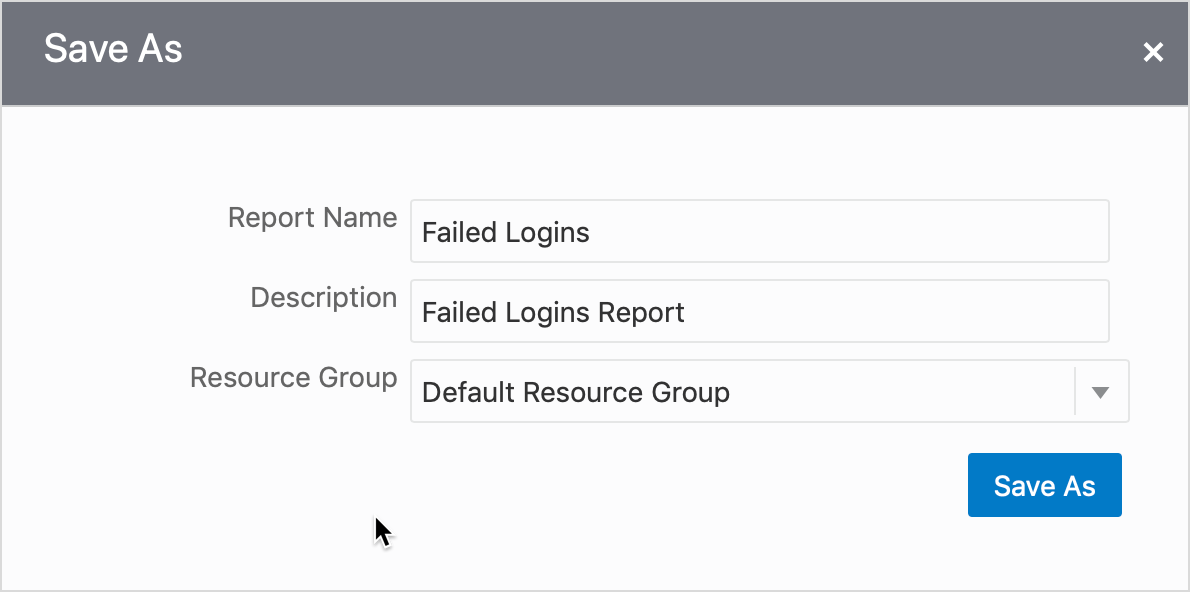 Save As
Report Name
Failed Logins
Description
Failed Logins Report
Resource Group
Default Resource Group
Save As